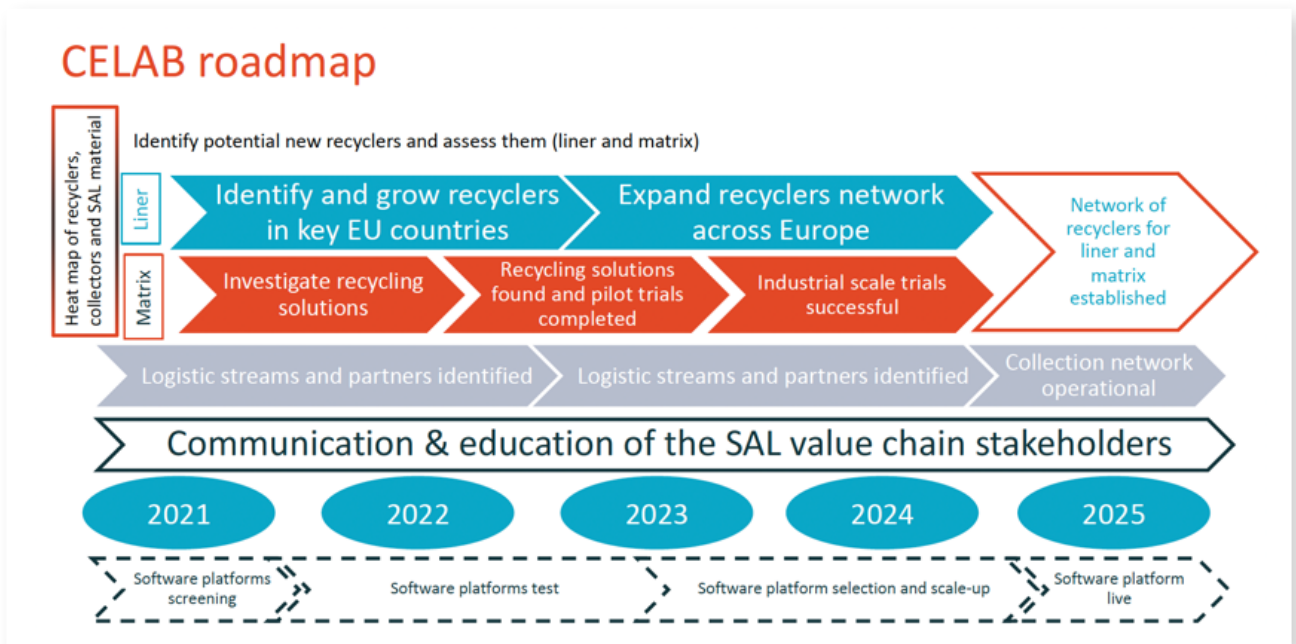 CELAB roadmap
Heat map of recyclers,
collectors and SAL material
Identify potential new recyclers and assess them (liner and matrix)
Liner
Identify and grow recyclers
in key EU countries
Expand recyclers network
across Europe
Network of
recyclers for
liner and
matrix
established
Matrix
Investigate recycling
solutions
Recycling solutions
found and pilot trials
completed
Industrial scale trials
successful
Logistic streams and partners identified
Logistic streams and partners identified
Collection network
operational
Communication & education of the SAL value chain stakeholders
2021
2022
2023
2024
2025
Software platforms
screening
Software platforms test
Software platform selection and scale-up
Software platform
live